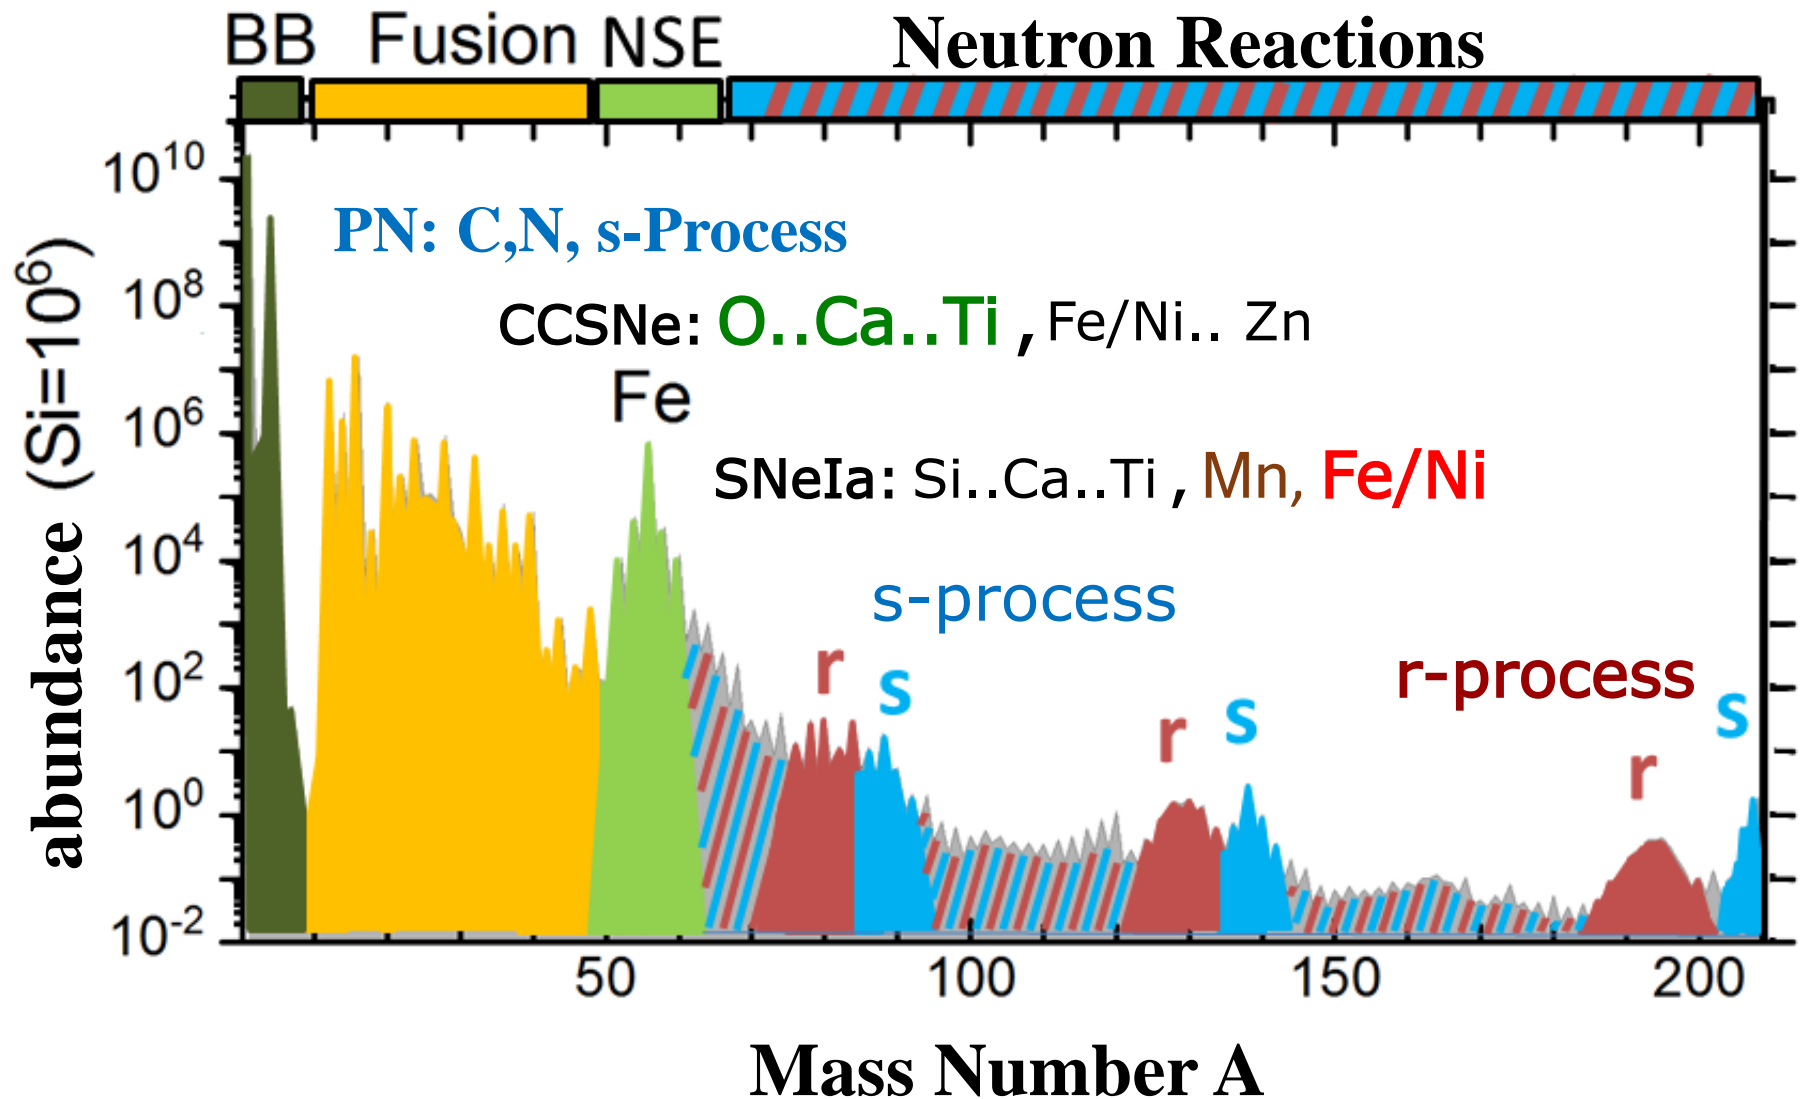 BB Fusion NSE Neutron Reactions
10^10
PN: C,N, s-Process
10^8
CCSNe: O..Ca..Ti , Fe/Ni.. Zn
Fe
10^6
SNeIa: Si..Ca..Ti , Mn, Fe/Ni
10^4
s-process
10^2
r s r s r-process r s
10^0
10^-2
abundance (Si=10^6)
50 100 150 200
Mass Number A